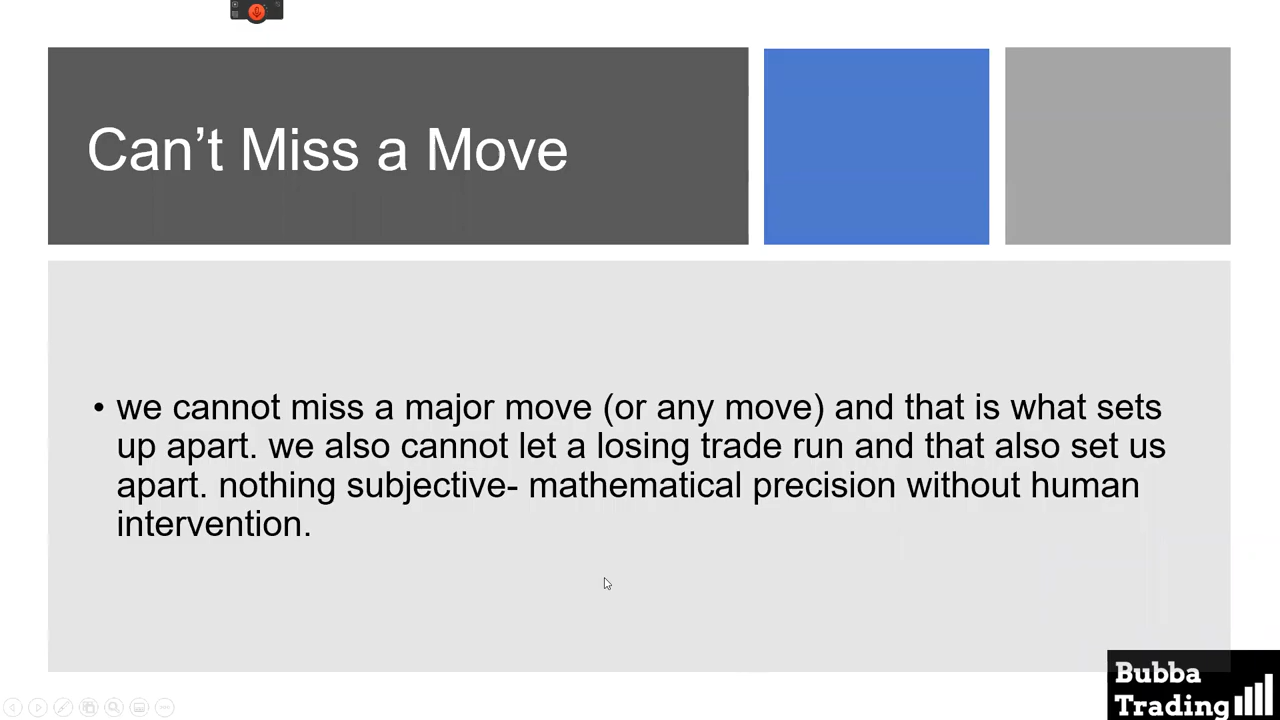 Can’t Miss a Move
• we cannot miss a major move (or any move) and that is what sets
up apart. we also cannot let a losing trade run and that also set us
apart. nothing subjective- mathematical precision without human
intervention.
Bubba
Trading